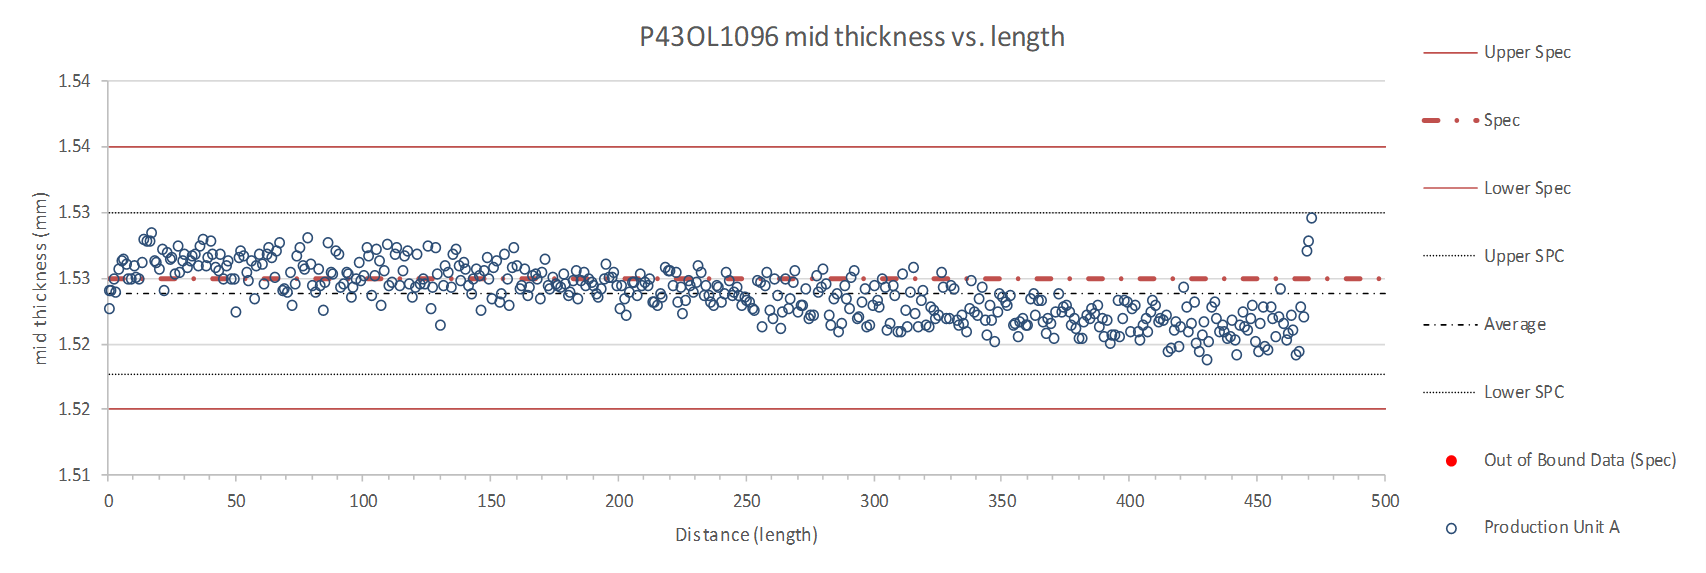 P43OL1096 mid thickness vs. length
mid thickness (mm)
1.54
1.54
1.53
1.53
1.52
1.52
1.51
0 50 100 150 200 250 300 350 400 450 500
Distance (length)
Upper Spec
Spec
Lower Spec
Upper SPC
Average
Lower SPC
Out of Bound Data (Spec)
Production Unit A